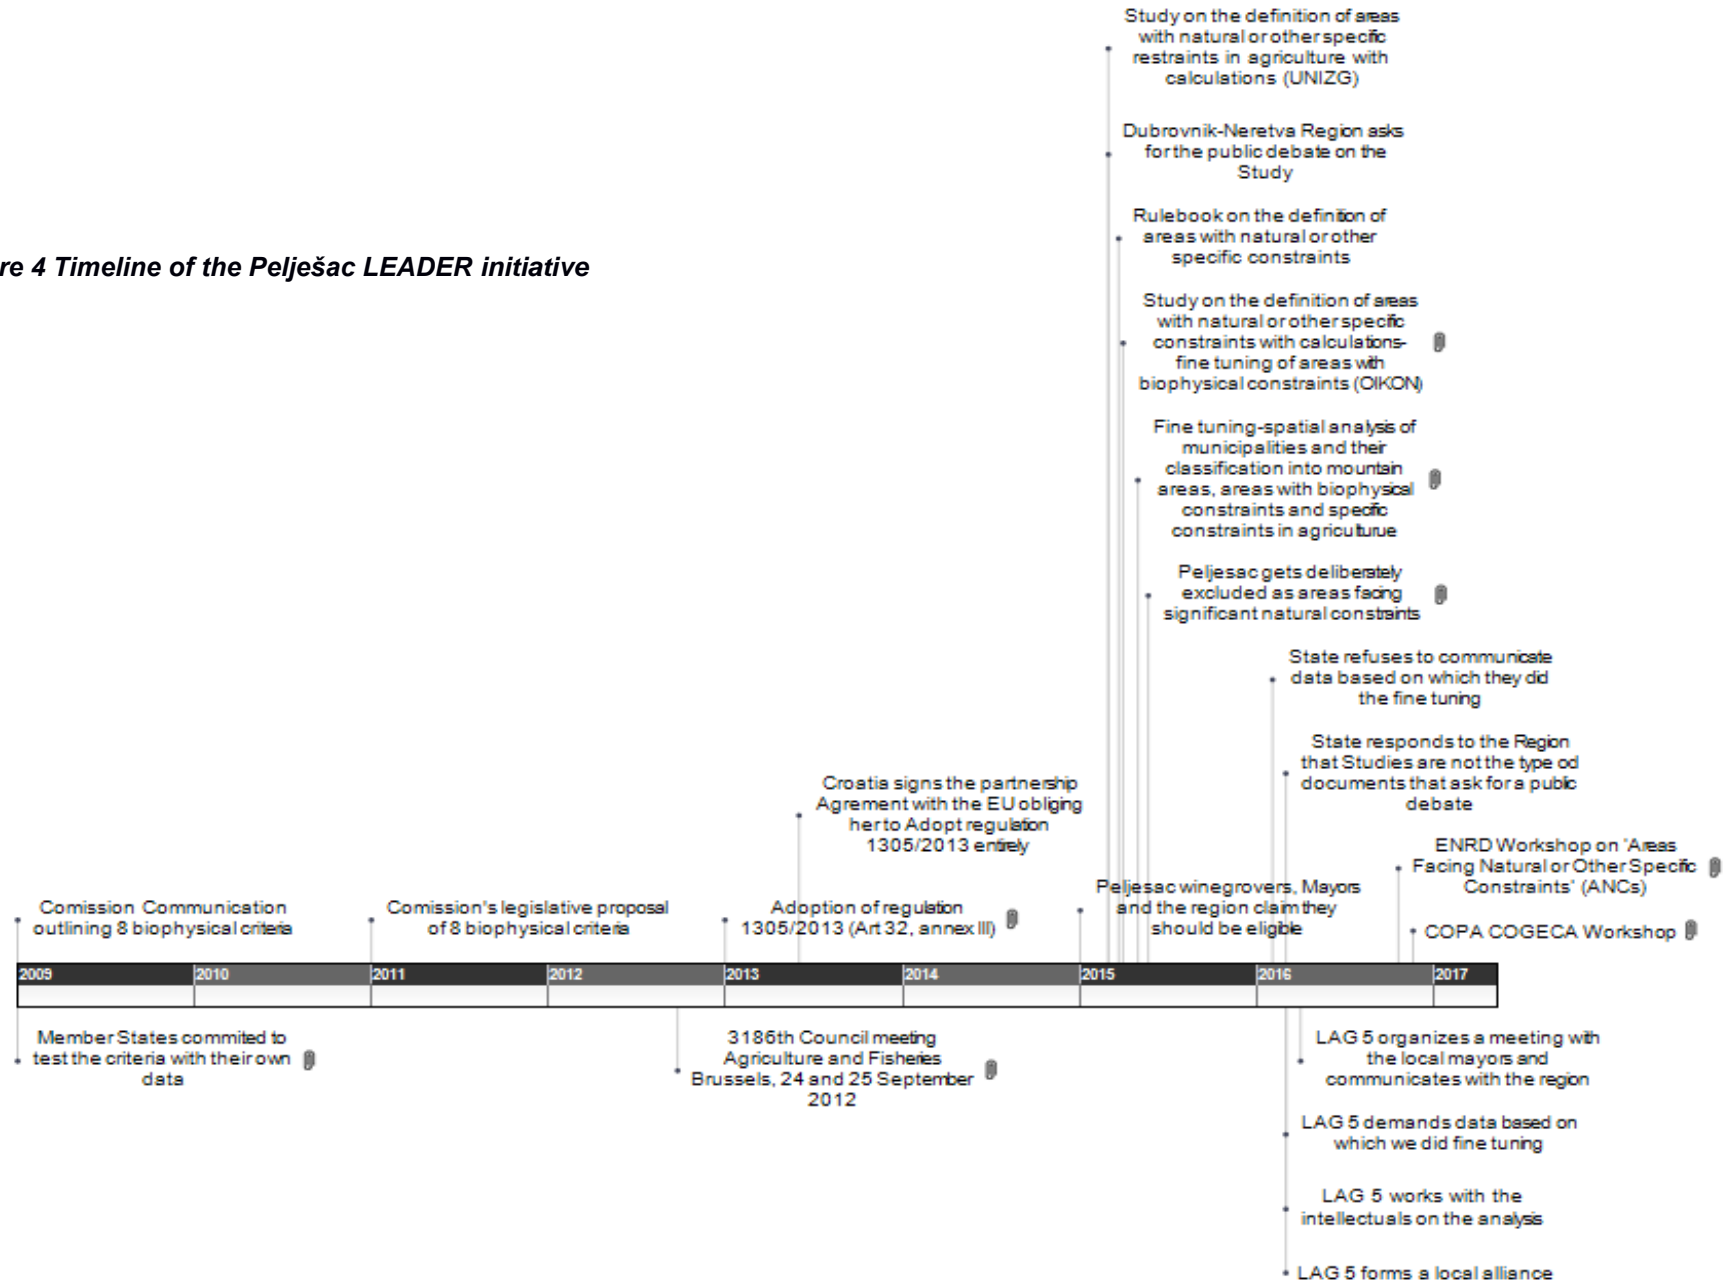 Study on the definition of areas
with natural or other specific
restraints in agriculture with
calculations (UNIZG)
Dubrovnik-Neretva Region asks
for the public debate on the
Study
Rulebook on the definition of
areas with natural or other
specific constraints
re 4 Timeline of the Pelješac LEADER initiative
Study on the definition of areas
with natural or other specific
constraints with calculations-
fine tuning of areas with
biophysical constraints (OIKON)
Fine tuning-spatial analysis of
municipalities and their
classification into mountain
areas, areas with biophysical
constraints and specific
constraints in agriculturue
Peljesac gets deliberately
excluded as areas facing
significant natural constraints
State refuses to communicate
data based on which they did
the fine tuning
State responds to the Region
that Studies are not the type od
documents that ask for a public
debate
Croatia signs the partnership
Agrement with the EU obliging
her to Adopt regulation
1305/2013 entirely
ENRD Workshop on 'Areas
Facing Natural or Other Specific
Constraints' (ANCs)
Comission Communication
outlining 8 biophysical criteria
Comission's legislative proposal
of 8 biophysical criteria
Adoption of regulation
1305/2013 (Art 32, annex III)
Peljesac winegrovers, Mayors
and the region claim they
should be eligible
COPA COGECA Workshop
2009 2010 2011 2012 2013 2014 2015 2016 2017
Member States commited to
test the criteria with their own
data
3186th Council meeting
Agriculture and Fisheries
Brussels, 24 and 25 September
2012
LAG 5 organizes a meeting with
the local mayors and
communicates with the region
LAG 5 demands data based on
which we did fine tuning
LAG 5 works with the
intellectuals on the analysis
LAG 5 forms a local alliance